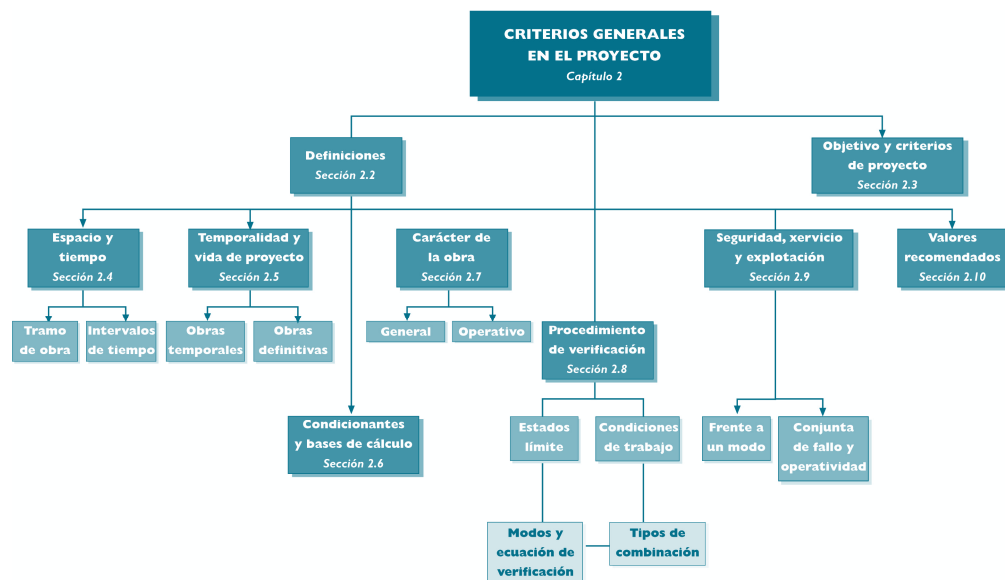 CRITERIOS GENERALES
EN EL PROYECTO
Capítulo 2
Definiciones
Sección 2.2
Objetivo y criterios
de proyecto
Sección 2.3
Espacio y
tiempo
Sección 2.4
Temporalidad y
vida de proyecto
Sección 2.5
Carácter de
la obra
Sección 2.7
Seguridad, xervicio
y explotación
Sección 2.9
Valores
recomendados
Sección 2.10
Tramo
de obra
Intervalos
de tiempo
Obras
temporales
Obras
definitivas
General
Operativo
Procedimiento
de verificación
Sección 2.8
Condicionantes
y bases de cálculo
Sección 2.6
Estados
límite
Condiciones
de trabajo
Frente a
un modo
Conjunta
de fallo y
operatividad
Modos y
ecuación de
verificación
Tipos de
combinación